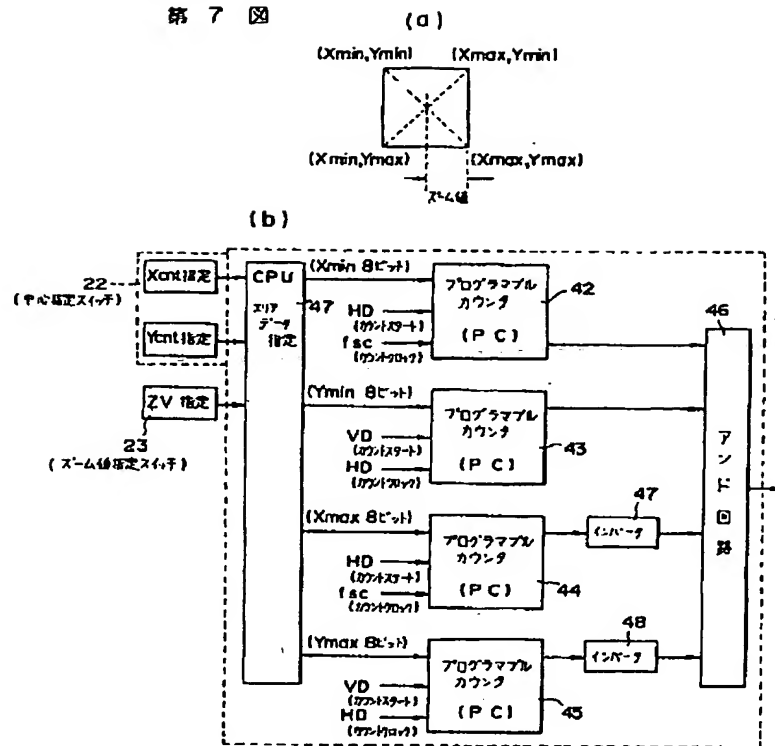 第 7 図
(a)
(Xmin,Ymin) (Xmax,Ymin)
(Xmin,Ymax) (Xmax,Ymax)
ズーム値
(b)
22
(中心指定スイッチ)
Xcnt指定
Ycnt指定
ZV 指定
23
(ズーム値指定スイッチ)
CPU
エリア
データ
指定
47
(Xmin 8ビット)
HD
(カウントスタート)
fsc
(カウントクロック)
プログラマブル
カウンタ
(PC)
42
(Ymin 8ビット)
VD
(カウントスタート)
HD
(カウントクロック)
プログラマブル
カウンタ
(PC)
43
(Xmax 8ビット)
HD
(カウントスタート)
fsc
(カウントクロック)
プログラマブル
カウンタ
(PC)
44
47
インバータ
(Ymax 8ビット)
VD
(カウントスタート)
HD
(カウントクロック)
プログラマブル
カウンタ
(PC)
45
48
インバータ
46
アンド回路